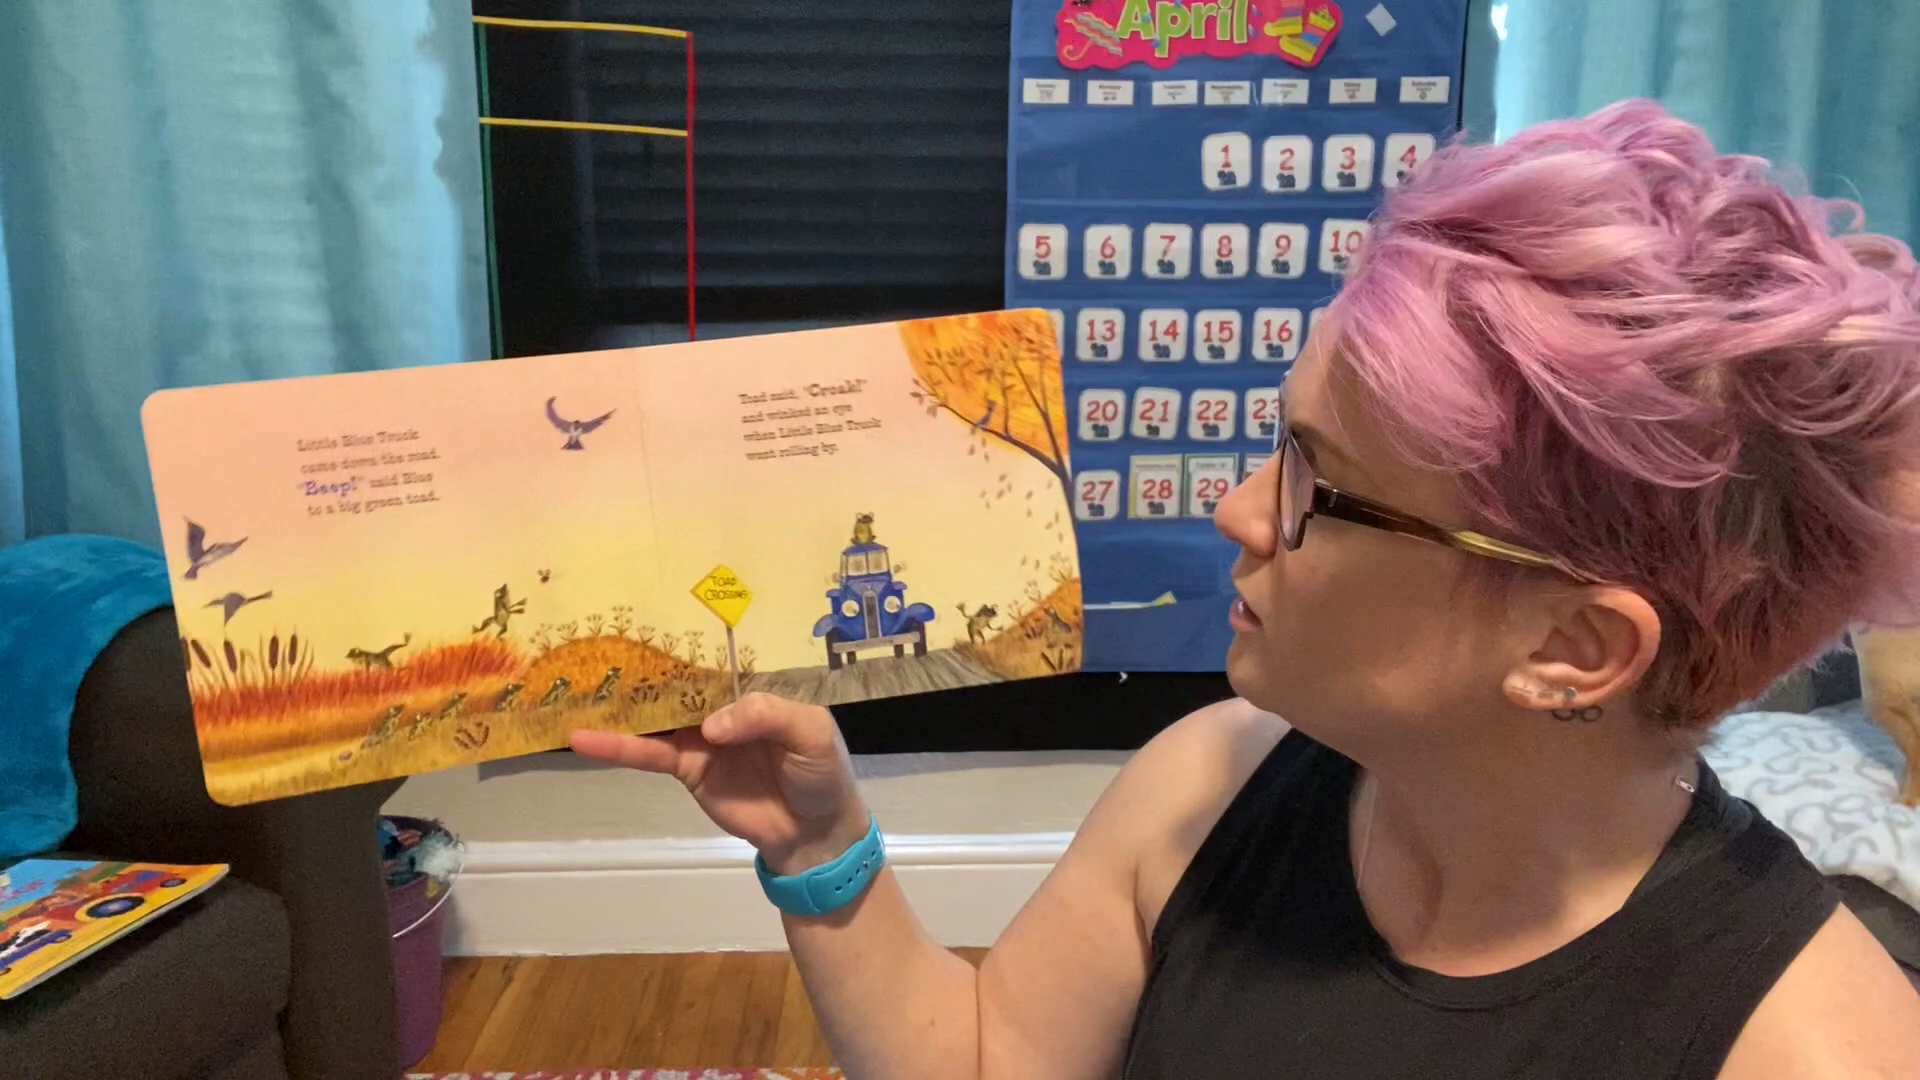 April
1 2 3 4
5 6 7 8 9 10
13 14 15 16
20 21 22 23
27 28 29
Little Blue Truck
came down the road.
"Beep!" said Blue
to a big green toad.
Toad said, "Croak!"
and winked an eye
when Little Blue Truck
went rolling by.
TOAD
CROSSING